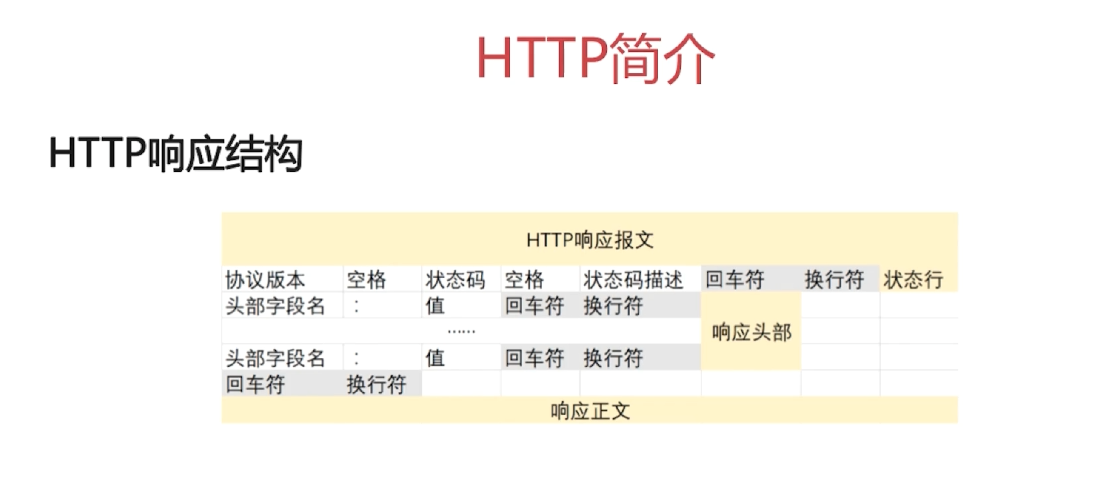 HTTP简介
HTTP响应结构
HTTP响应报文
协议版本 空格 状态码 空格 状态码描述 回车符 换行符 状态行
头部字段名 : 值 回车符 换行符
……
响应头部
头部字段名 : 值 回车符 换行符
回车符 换行符
响应正文